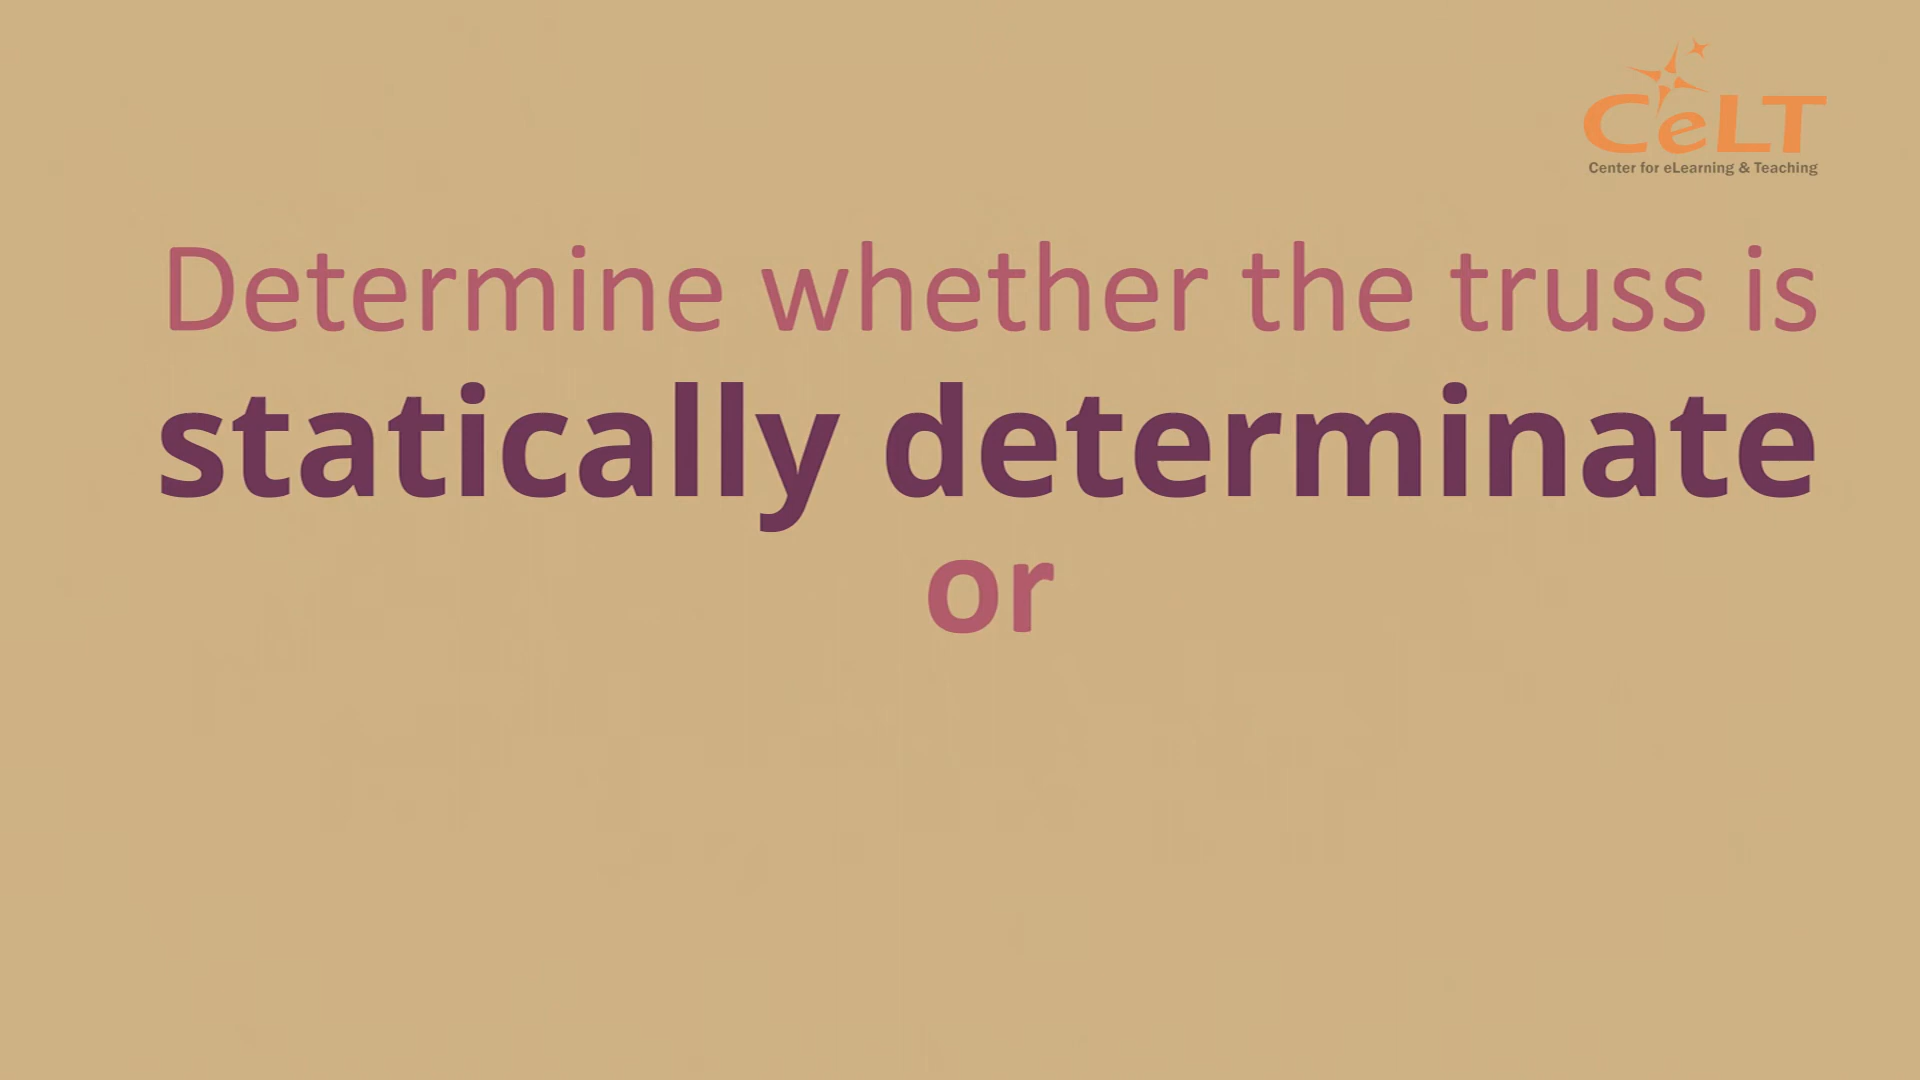 CeLT
Center for eLearning & Teaching
Determine whether the truss is
statically determinate
or